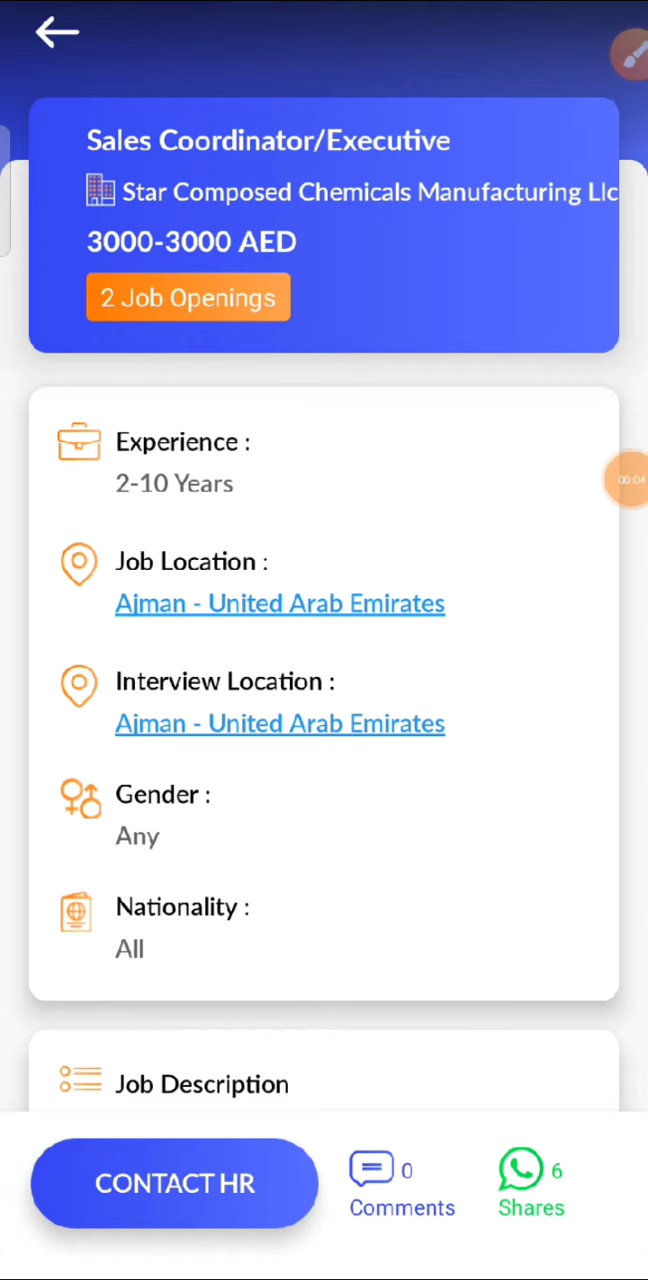 Sales Coordinator/Executive
Star Composed Chemicals Manufacturing Llc
3000-3000 AED
2 Job Openings
Experience :
2-10 Years
00:04
Job Location :
Ajman - United Arab Emirates
Interview Location :
Ajman - United Arab Emirates
Gender :
Any
Nationality :
All
Job Description
CONTACT HR
0
Comments
6
Shares